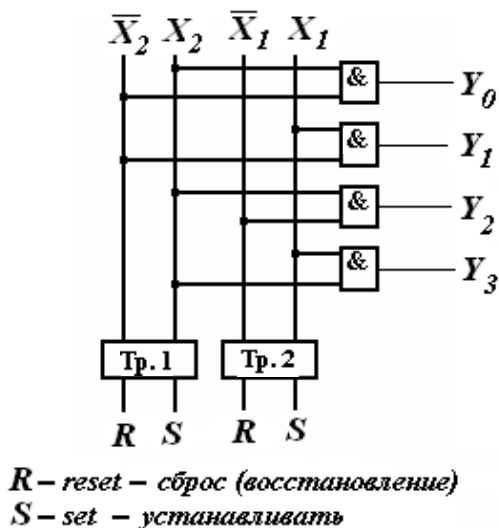 X̅₂ X₂ X̅₁ X₁
& Y₀
& Y₁
& Y₂
& Y₃
Тр. 1 Тр. 2
R S R S
R – reset – сброс (восстановление)
S – set – устанавливать